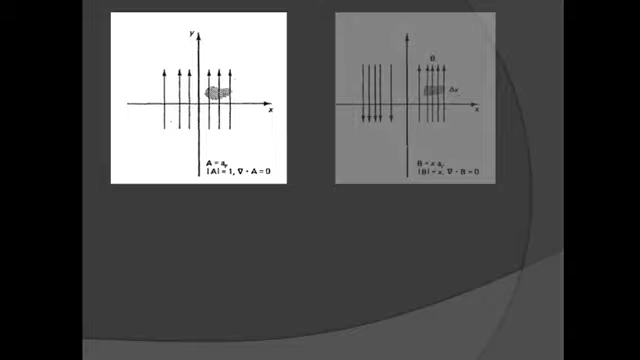 y
x
A = a_y
|A| = 1, ∇ · A = 0
B
Δv
x
B = x a_y
|B| = x, ∇ · B = 0